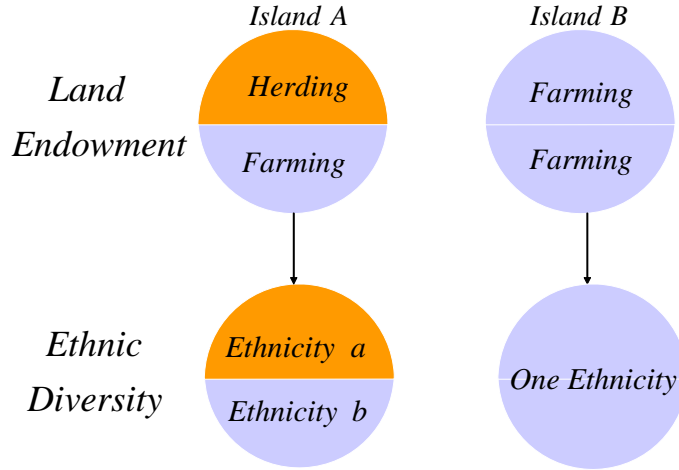 Island A
Island B
Land
Endowment
Herding
Farming
Farming
Farming
Ethnic
Diversity
Ethnicity a
Ethnicity b
One Ethnicity